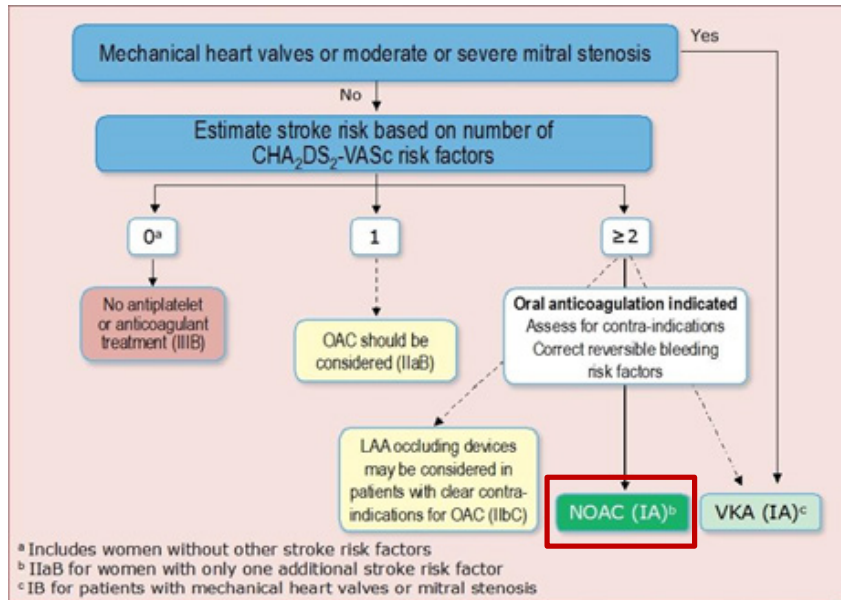 Mechanical heart valves or moderate or severe mitral stenosis
Yes
No
Estimate stroke risk based on number of
CHA₂DS₂-VASc risk factors
0ᵃ
1
≥2
No antiplatelet
or anticoagulant
treatment (IIIB)
OAC should be
considered (IIaB)
Oral anticoagulation indicated
Assess for contra-indications
Correct reversible bleeding
risk factors
LAA occluding devices
may be considered in
patients with clear contra-
indications for OAC (IIbC)
NOAC (IA)ᵇ
VKA (IA)ᶜ
ᵃ Includes women without other stroke risk factors
ᵇ IIaB for women with only one additional stroke risk factor
ᶜ IB for patients with mechanical heart valves or mitral stenosis